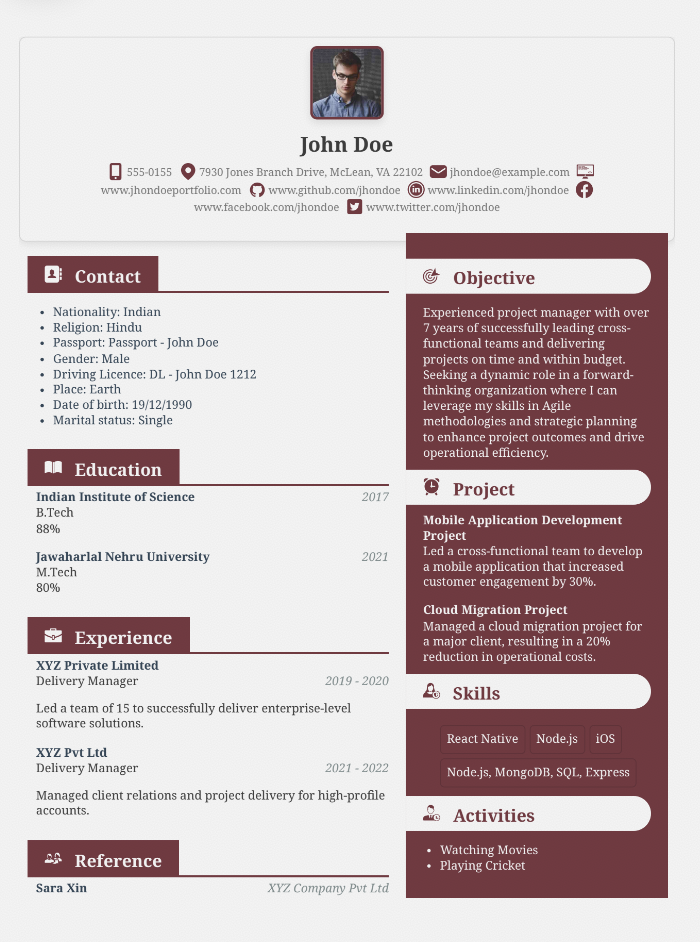 John Doe
555-0155 7930 Jones Branch Drive, McLean, VA 22102 jhondoe@example.com
www.jhondoeportfolio.com www.github.com/jhondoe www.linkedin.com/jhondoe
www.facebook.com/jhondoe www.twitter.com/jhondoe
Contact
• Nationality: Indian
• Religion: Hindu
• Passport: Passport - John Doe
• Gender: Male
• Driving Licence: DL - John Doe 1212
• Place: Earth
• Date of birth: 19/12/1990
• Marital status: Single
Education
Indian Institute of Science 2017
B.Tech
88%
Jawaharlal Nehru University 2021
M.Tech
80%
Experience
XYZ Private Limited
Delivery Manager 2019 - 2020
Led a team of 15 to successfully deliver enterprise-level
software solutions.
XYZ Pvt Ltd
Delivery Manager 2021 - 2022
Managed client relations and project delivery for high-profile
accounts.
Reference
Sara Xin XYZ Company Pvt Ltd
Objective
Experienced project manager with over
7 years of successfully leading cross-
functional teams and delivering
projects on time and within budget.
Seeking a dynamic role in a forward-
thinking organization where I can
leverage my skills in Agile
methodologies and strategic planning
to enhance project outcomes and drive
operational efficiency.
Project
Mobile Application Development
Project
Led a cross-functional team to develop
a mobile application that increased
customer engagement by 30%.
Cloud Migration Project
Managed a cloud migration project for
a major client, resulting in a 20%
reduction in operational costs.
Skills
React Native Node.js iOS
Node.js, MongoDB, SQL, Express
Activities
• Watching Movies
• Playing Cricket